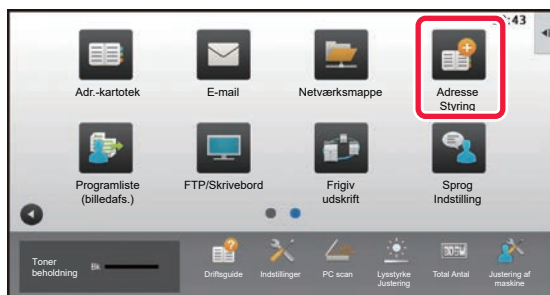 :43
Adr.-kartotek
E-mail
Netværksmappe
Adresse
Styring
Programliste
(billedafs.)
FTP/Skrivebord
Frigiv
udskrift
Sprog
Indstilling
Toner
beholdning
Bk
Driftsguide
Indstillinger
PC scan
Lysstyrke
Justering
Total Antal
Justering af
maskine